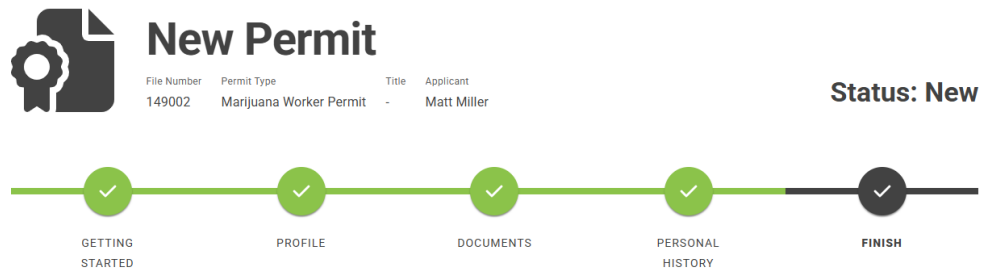 New Permit
File Number Permit Type Title Applicant
149002 Marijuana Worker Permit - Matt Miller
Status: New
GETTING STARTED
PROFILE
DOCUMENTS
PERSONAL HISTORY
FINISH